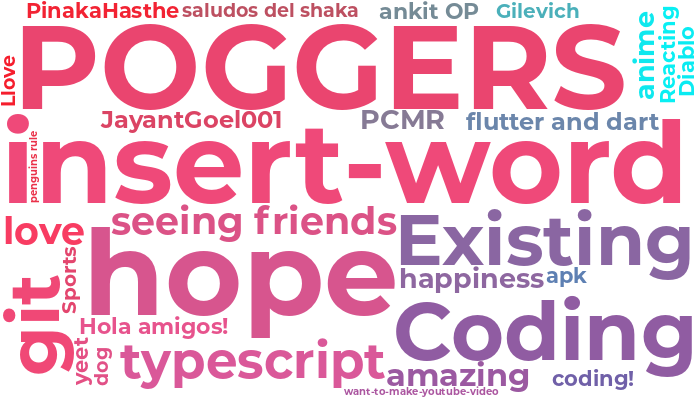 PinakaHasthe
saludos del shaka
ankit OP
Gilevich
Llove
POGGERS
anime
Reacting
Diablo
JayantGoel001
PCMR
flutter and dart
penguins rule
insert-word
love
seeing friends
Existing
Sports
hope
happiness
apk
git
Hola amigos!
Coding
yeet
dog
typescript
amazing
coding!
want-to-make-youtube-video